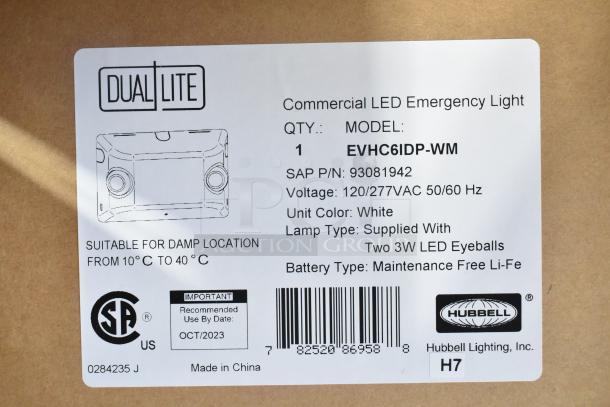 DUAL LITE
Commercial LED Emergency Light
QTY.: MODEL:
1 EVHC6IDP-WM
SAP P/N: 93081942
Voltage: 120/277VAC 50/60 Hz
Unit Color: White
Lamp Type: Supplied With
Two 3W LED Eyeballs
Battery Type: Maintenance Free Li-Fe
SUITABLE FOR DAMP LOCATION
FROM 10°C TO 40°C
SA ®
US
0284235 J
IMPORTANT
Recommended
Use By Date:
OCT/2023
Made in China
7 82520 86958 8
HUBBELL ®
Hubbell Lighting, Inc.
H7
AUCTION GROUP